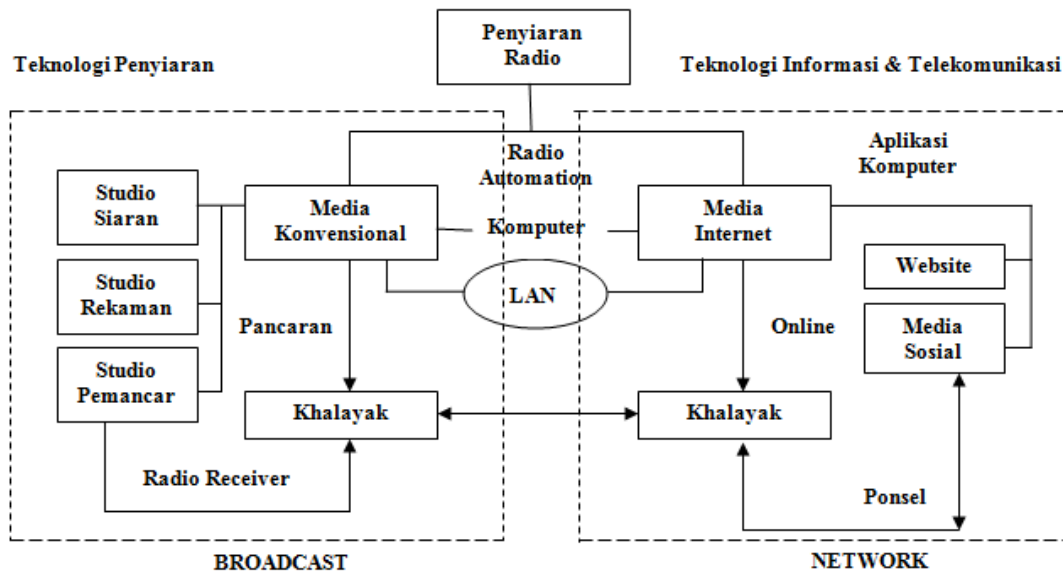 Penyiaran
Radio
Teknologi Penyiaran
Teknologi Informasi & Telekomunikasi
Aplikasi
Komputer
Radio
Automation
Studio
Siaran
Media
Konvensional
Komputer
Media
Internet
Website
Studio
Rekaman
LAN
Pancaran
Online
Media
Sosial
Studio
Pemancar
Khalayak
Khalayak
Radio Receiver
Ponsel
BROADCAST
NETWORK